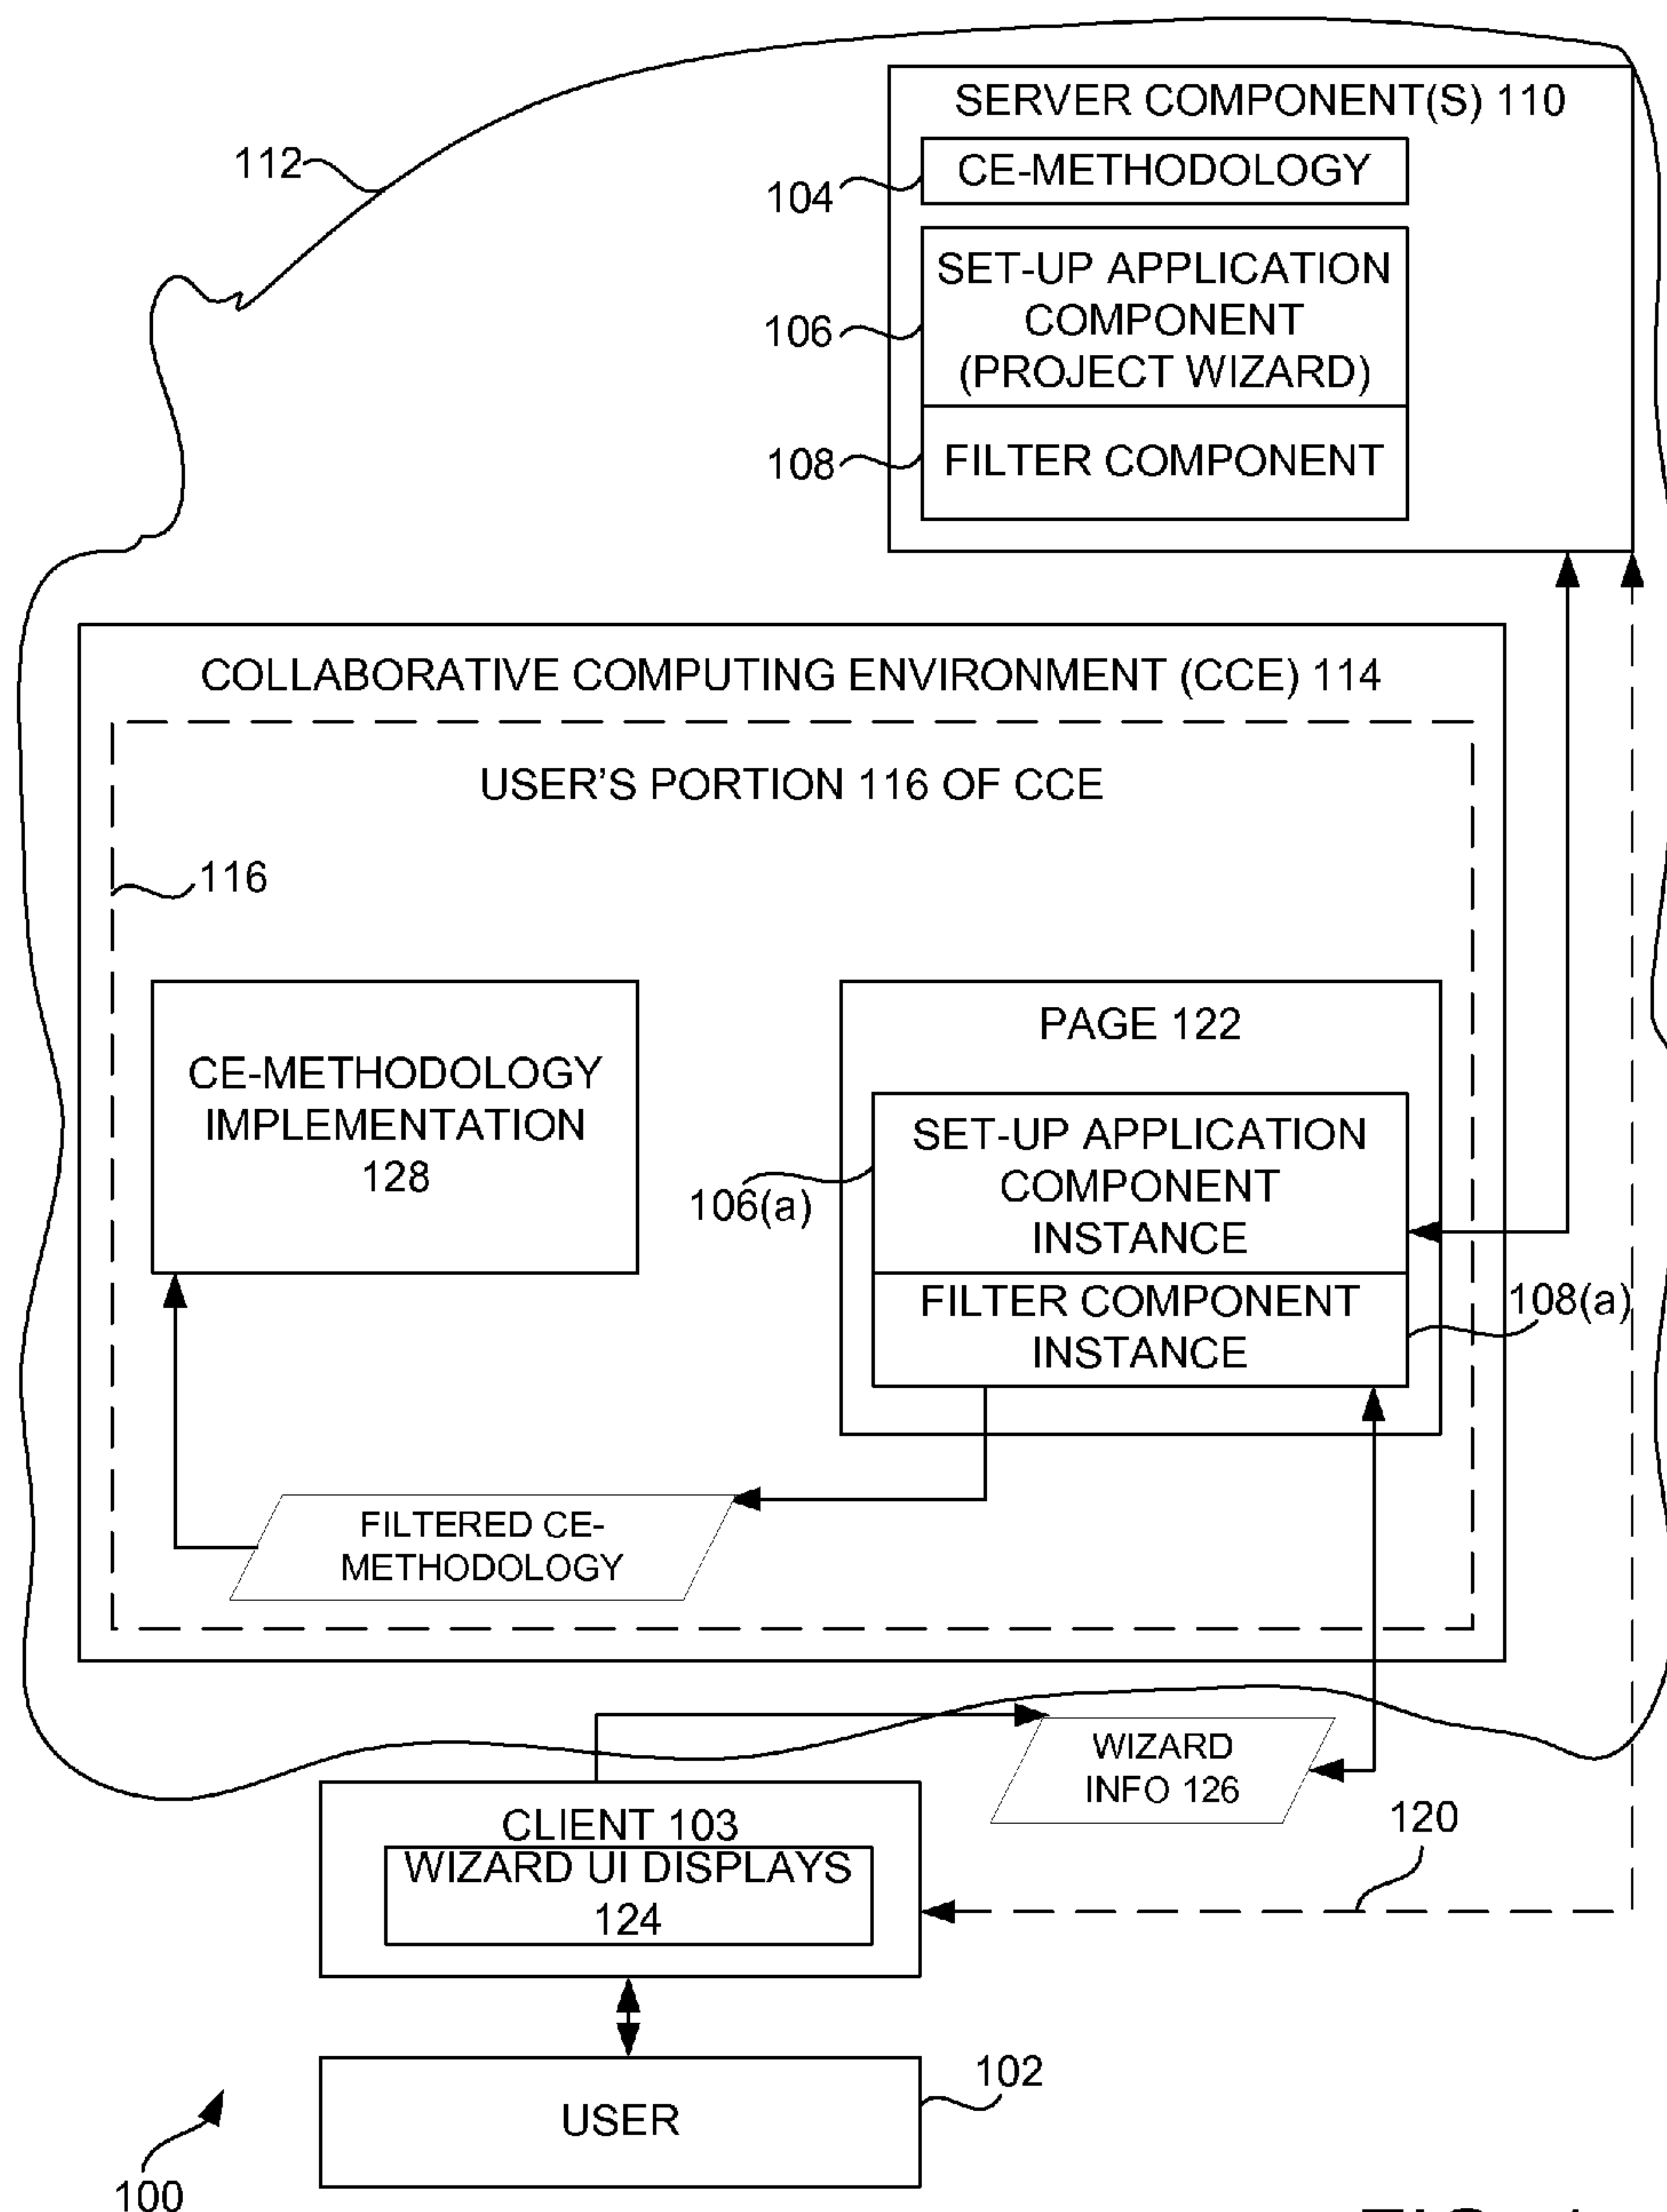 SERVER COMPONENT(S) 110
112
CE-METHODOLOGY
104
SET-UP APPLICATION
COMPONENT
(PROJECT WIZARD)
106
FILTER COMPONENT
108
COLLABORATIVE COMPUTING ENVIRONMENT (CCE) 114
USER'S PORTION 116 OF CCE
116
PAGE 122
CE-METHODOLOGY
IMPLEMENTATION
128
SET-UP APPLICATION
COMPONENT
INSTANCE
106(a)
FILTER COMPONENT
INSTANCE
108(a)
FILTERED CE-
METHODOLOGY
WIZARD
INFO 126
CLIENT 103
WIZARD UI DISPLAYS
124
120
USER
102
100